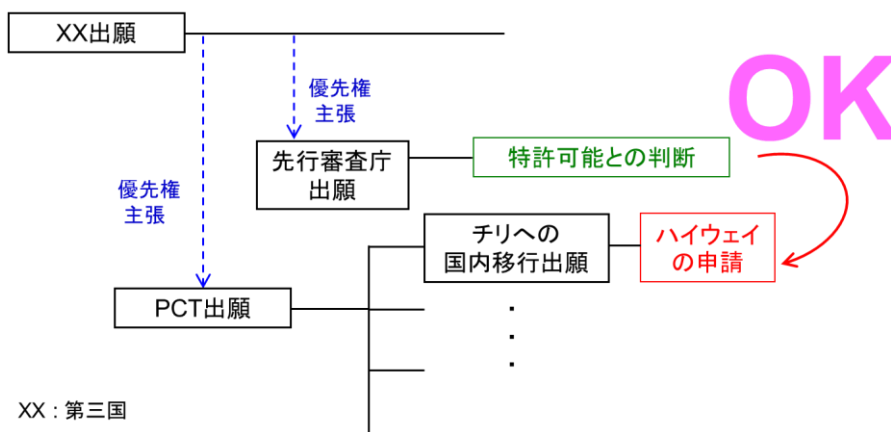 XX出願
OK
優先権
主張
先行審査庁
出願
特許可能との判断
優先権
主張
チリへの
国内移行出願
ハイウェイ
の申請
PCT出願
XX：第三国